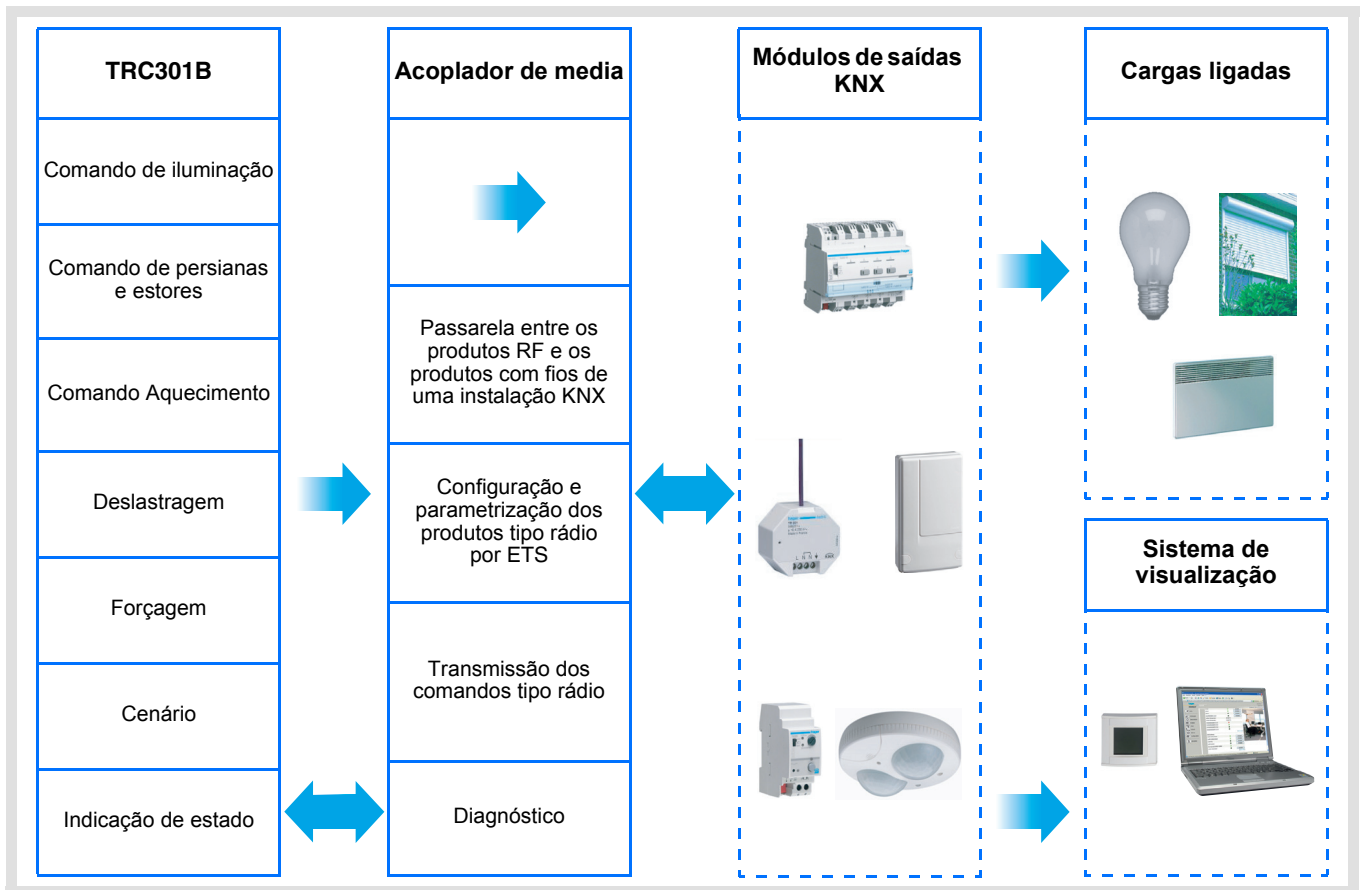 TRC301B
Comando de iluminação
Comando de persianas
e estores
Comando Aquecimento
Deslastragem
Forçagem
Cenário
Indicação de estado
Acoplador de media
Passarela entre os
produtos RF e os
produtos com fios de
uma instalação KNX
Configuração e
parametrização dos
produtos tipo rádio
por ETS
Transmissão dos
comandos tipo rádio
Diagnóstico
Módulos de saídas
KNX
Cargas ligadas
Sistema de
visualização